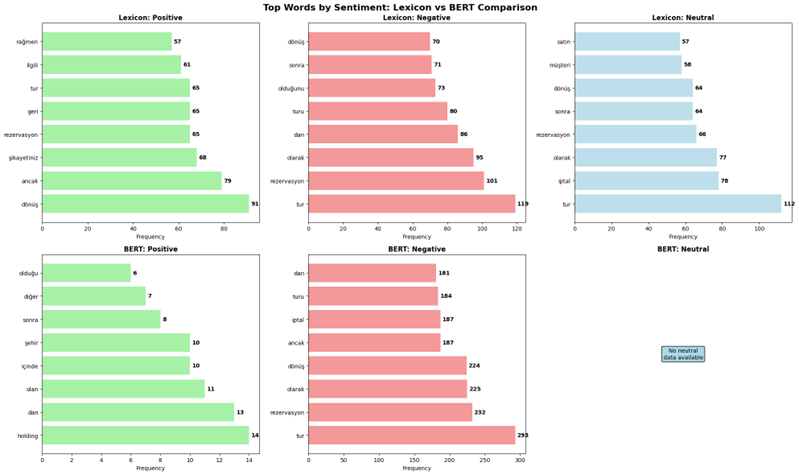 Top Words by Sentiment: Lexicon vs BERT Comparison
Lexicon: Positive
rağmen 57
ilgili 61
tur 65
geri 65
rezervasyon 65
şikayetiniz 68
ancak 79
dönüş 91
0 20 40 60 80
Frequency
Lexicon: Negative
dönüş 70
sonra 71
olduğunu 73
turu 80
dan 86
olarak 95
rezervasyon 101
tur 119
0 20 40 60 80 100 120
Frequency
Lexicon: Neutral
satın 57
müşteri 58
dönüş 64
sonra 64
rezervasyon 66
olarak 77
iptal 78
tur 112
0 20 40 60 80 100
Frequency
BERT: Positive
olduğu 6
diğer 7
sonra 8
şehir 10
içinde 10
olan 11
dan 13
holding 14
0 2 4 6 8 10 12 14
Frequency
BERT: Negative
dan 181
turu 184
iptal 187
ancak 187
dönüş 224
olarak 225
rezervasyon 232
tur 293
0 50 100 150 200 250 300
Frequency
BERT: Neutral
No neutral
data available